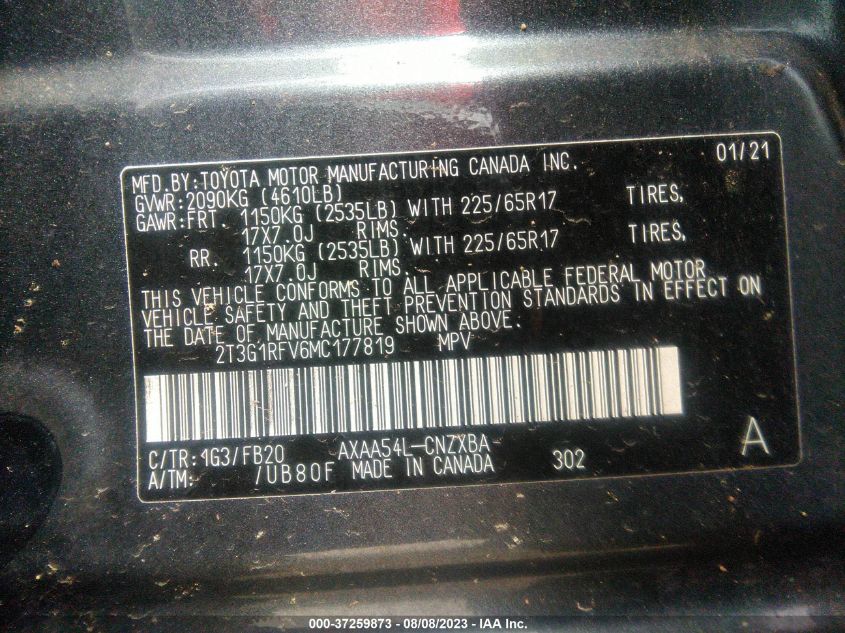 MFD.BY:TOYOTA MOTOR MANUFACTURING CANADA INC. 01/21
GVWR:2090KG (4610LB)
GAWR:FRT. 1150KG (2535LB) WITH 225/65R17 TIRES,
17X7.0J RIMS.
RR. 1150KG (2535LB) WITH 225/65R17 TIRES,
17X7.0J RIMS.
THIS VEHICLE CONFORMS TO ALL APPLICABLE FEDERAL MOTOR
VEHICLE SAFETY AND THEFT PREVENTION STANDARDS IN EFFECT ON
THE DATE OF MANUFACTURE SHOWN ABOVE.
2T3G1RFV6MC177819 MPV
C/TR:1G3/FB20 AXAA54L-CNZXBA A
A/TM: /UB80F MADE IN CANADA 302
000-37259873 - 08/08/2023 - IAA Inc.